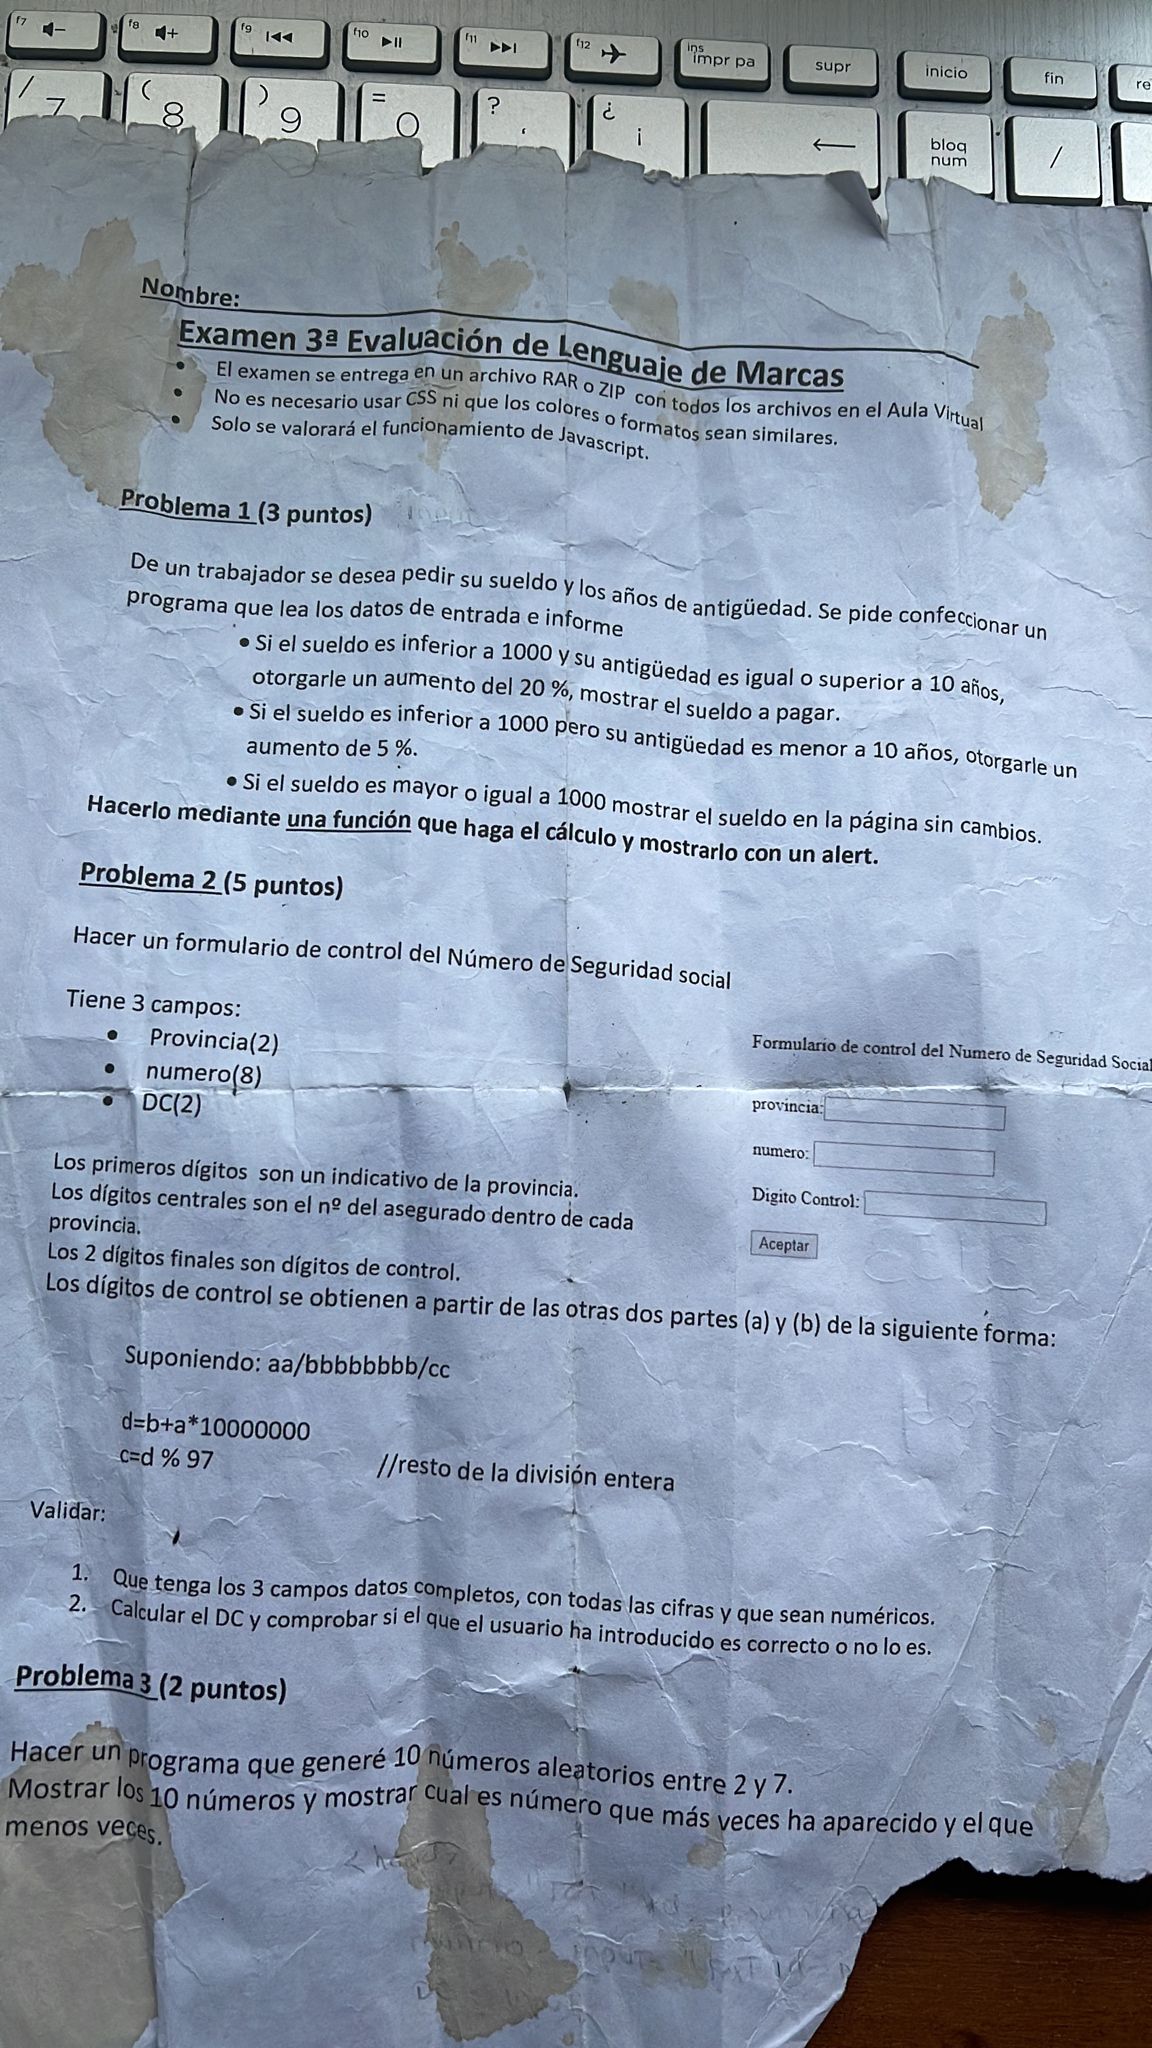 f7
f8
f9
f10
f11
f12
ins
impr pa
supr
inicio
fin
re
/ 7
( 8
) 9
= 0
? '
¿ ¡
bloq
num
/
Nombre:
Examen 3ª Evaluación de Lenguaje de Marcas
• El examen se entrega en un archivo RAR o ZIP con todos los archivos en el Aula Virtual
• No es necesario usar CSS ni que los colores o formatos sean similares.
• Solo se valorará el funcionamiento de Javascript.
Problema 1 (3 puntos)
De un trabajador se desea pedir su sueldo y los años de antigüedad. Se pide confeccionar un
programa que lea los datos de entrada e informe
• Si el sueldo es inferior a 1000 y su antigüedad es igual o superior a 10 años,
otorgarle un aumento del 20 %, mostrar el sueldo a pagar.
• Si el sueldo es inferior a 1000 pero su antigüedad es menor a 10 años, otorgarle un
aumento de 5 %.
• Si el sueldo es mayor o igual a 1000 mostrar el sueldo en la página sin cambios.
Hacerlo mediante una función que haga el cálculo y mostrarlo con un alert.
Problema 2 (5 puntos)
Hacer un formulario de control del Número de Seguridad social
Tiene 3 campos:
• Provincia(2)
• numero(8)
• DC(2)
Formulario de control del Numero de Seguridad Social
provincia:
numero:
Digito Control:
Aceptar
Los primeros dígitos son un indicativo de la provincia.
Los dígitos centrales son el nº del asegurado dentro de cada
provincia.
Los 2 dígitos finales son dígitos de control.
Los dígitos de control se obtienen a partir de las otras dos partes (a) y (b) de la siguiente forma:
Suponiendo: aa/bbbbbbbb/cc
d=b+a*10000000
c=d % 97 //resto de la división entera
Validar:
1. Que tenga los 3 campos datos completos, con todas las cifras y que sean numéricos.
2. Calcular el DC y comprobar si el que el usuario ha introducido es correcto o no lo es.
Problema 3 (2 puntos)
Hacer un programa que generé 10 números aleatorios entre 2 y 7.
Mostrar los 10 números y mostrar cual es número que más veces ha aparecido y el que
menos veces.